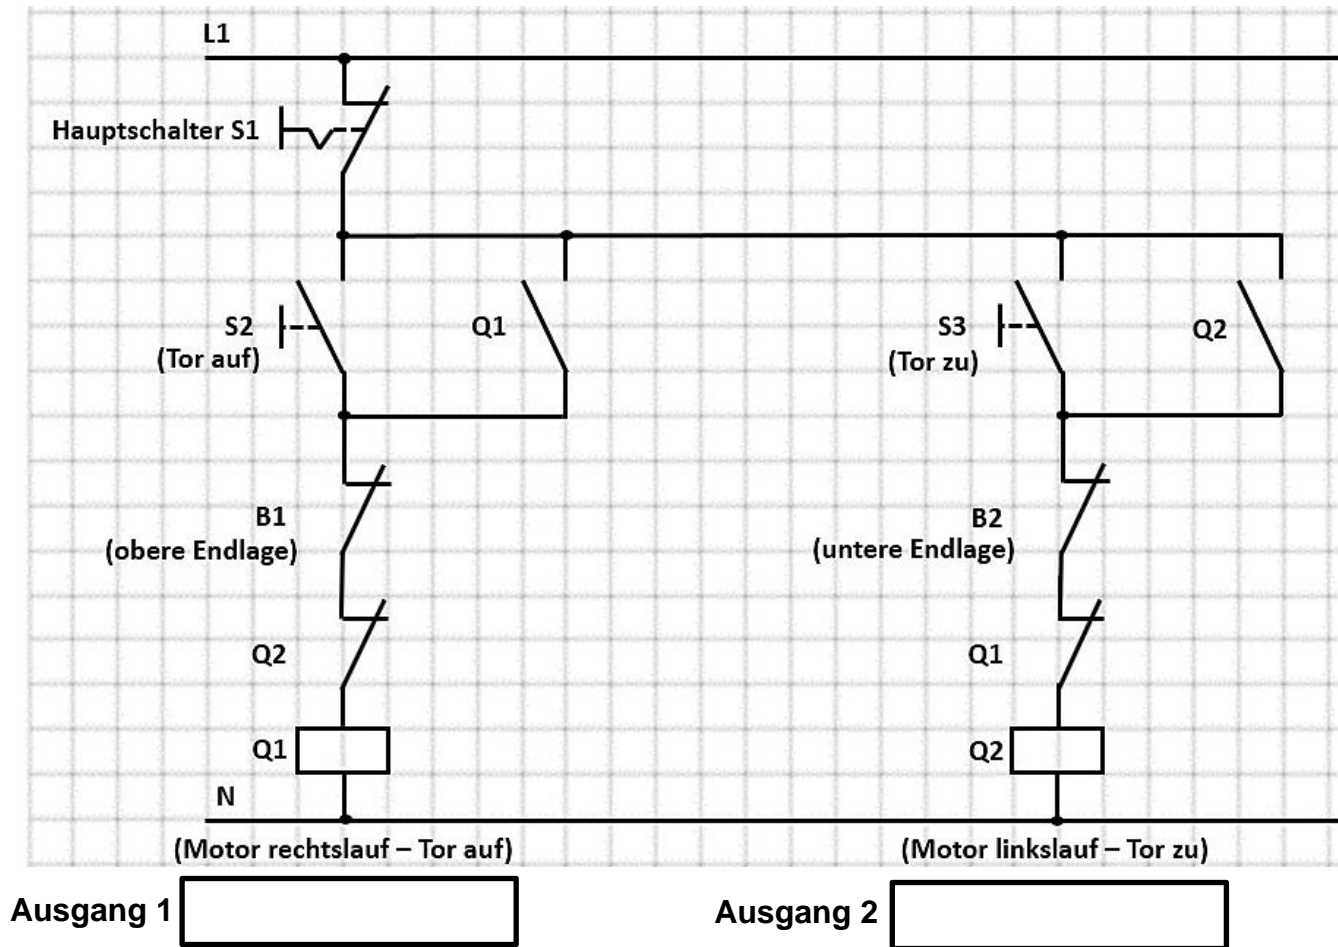 L1
Hauptschalter S1
S2
(Tor auf)
Q1
S3
(Tor zu)
Q2
B1
(obere Endlage)
B2
(untere Endlage)
Q2
Q1
Q1
Q2
N
(Motor rechtslauf – Tor auf)
(Motor linkslauf – Tor zu)
Ausgang 1
Ausgang 2